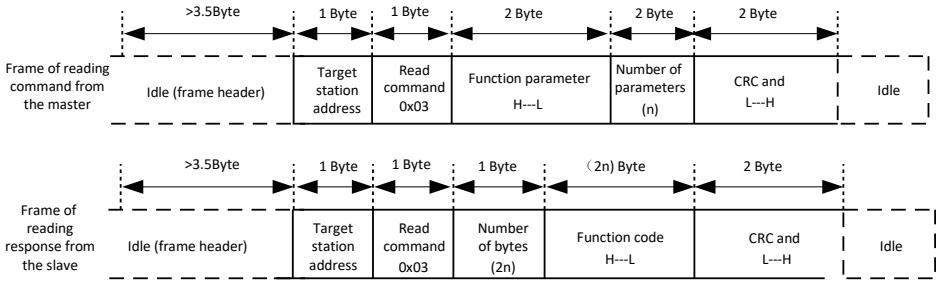 >3.5Byte
1 Byte
1 Byte
2 Byte
2 Byte
2 Byte
Frame of reading
command from
the master
Idle (frame header)
Target
station
address
Read
command
0x03
Function parameter
H---L
Number of
parameters
(n)
CRC and
L---H
Idle
>3.5Byte
1 Byte
1 Byte
1 Byte
（2n) Byte
2 Byte
Frame of
reading
response from
the slave
Idle (frame header)
Target
station
address
Read
command
0x03
Number
of bytes
(2n)
Function code
H---L
CRC and
L---H
Idle